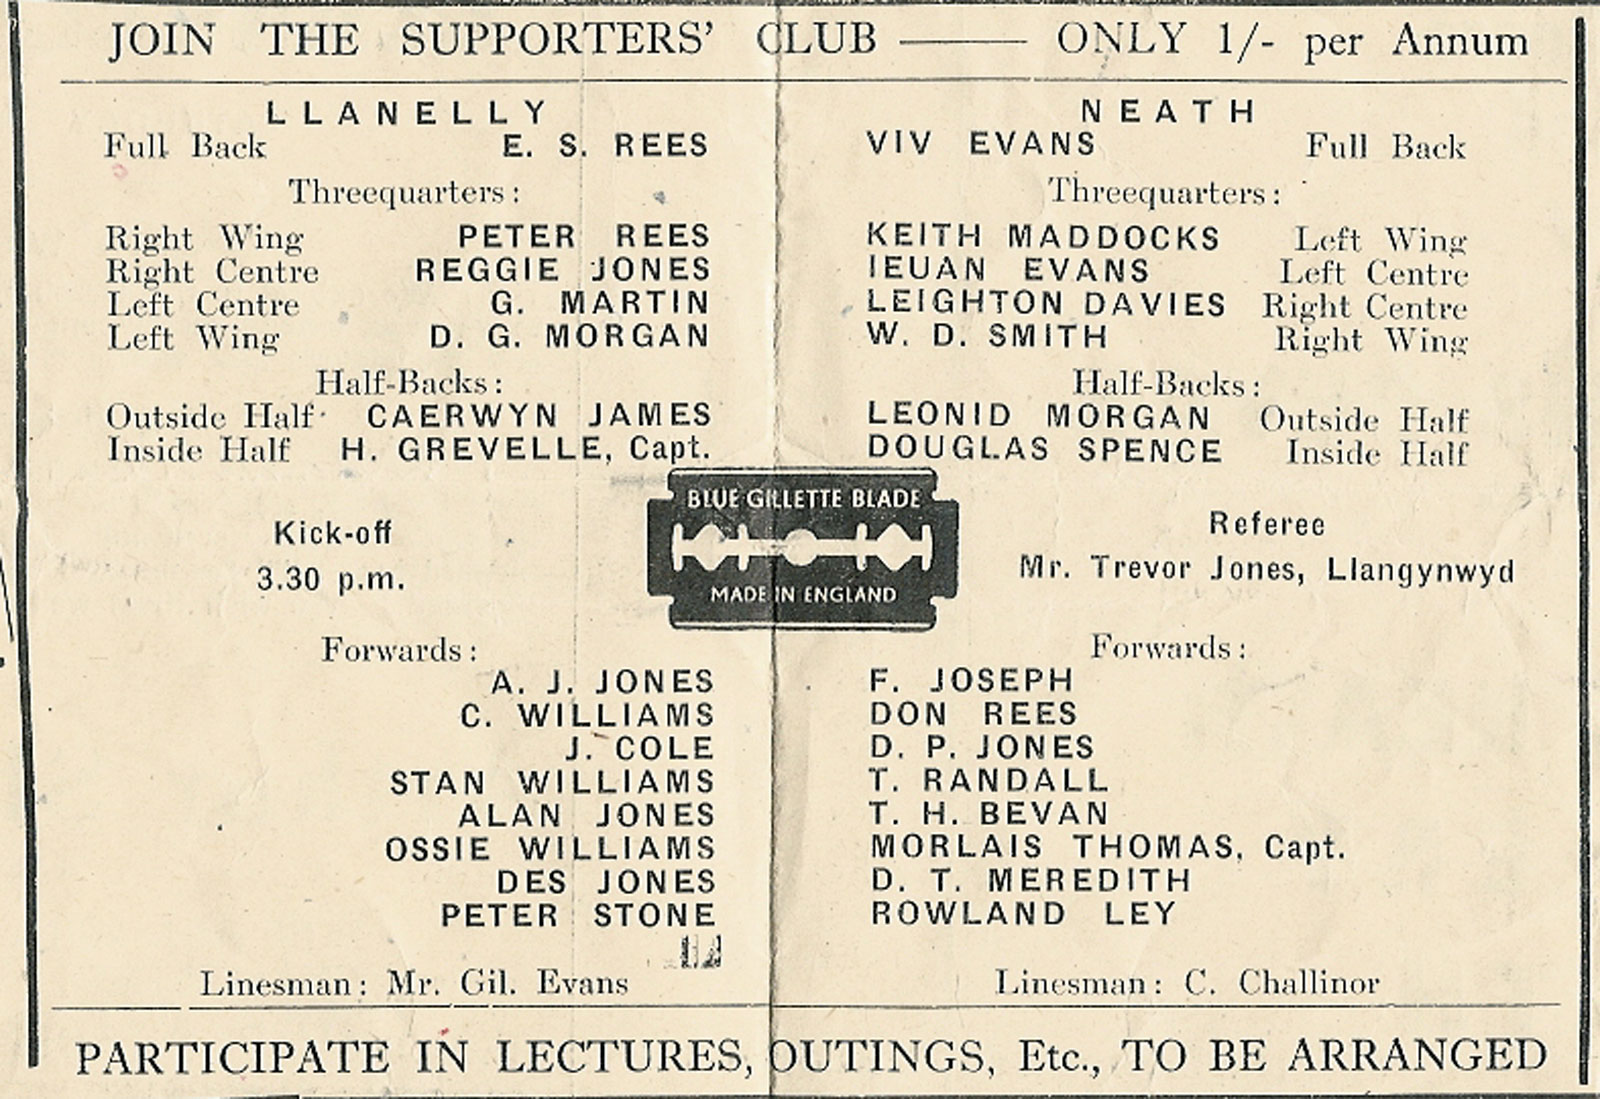 JOIN THE SUPPORTERS' CLUB —— ONLY 1/- per Annum
LLANELLY
Full Back E. S. REES
Threequarters:
Right Wing PETER REES
Right Centre REGGIE JONES
Left Centre G. MARTIN
Left Wing D. G. MORGAN
Half-Backs:
Outside Half CAERWYN JAMES
Inside Half H. GREVELLE, Capt.
Kick-off
3.30 p.m.
Forwards:
A. J. JONES
C. WILLIAMS
J. COLE
STAN WILLIAMS
ALAN JONES
OSSIE WILLIAMS
DES JONES
PETER STONE
Linesman: Mr. Gil. Evans
BLUE GILLETTE BLADE
MADE IN ENGLAND
NEATH
VIV EVANS Full Back
Threequarters:
KEITH MADDOCKS Left Wing
IEUAN EVANS Left Centre
LEIGHTON DAVIES Right Centre
W. D. SMITH Right Wing
Half-Backs:
LEONID MORGAN Outside Half
DOUGLAS SPENCE Inside Half
Referee
Mr. Trevor Jones, Llangynwyd
Forwards:
F. JOSEPH
DON REES
D. P. JONES
T. RANDALL
T. H. BEVAN
MORLAIS THOMAS, Capt.
D. T. MEREDITH
ROWLAND LEY
Linesman: C. Challinor
PARTICIPATE IN LECTURES, OUTINGS, Etc., TO BE ARRANGED